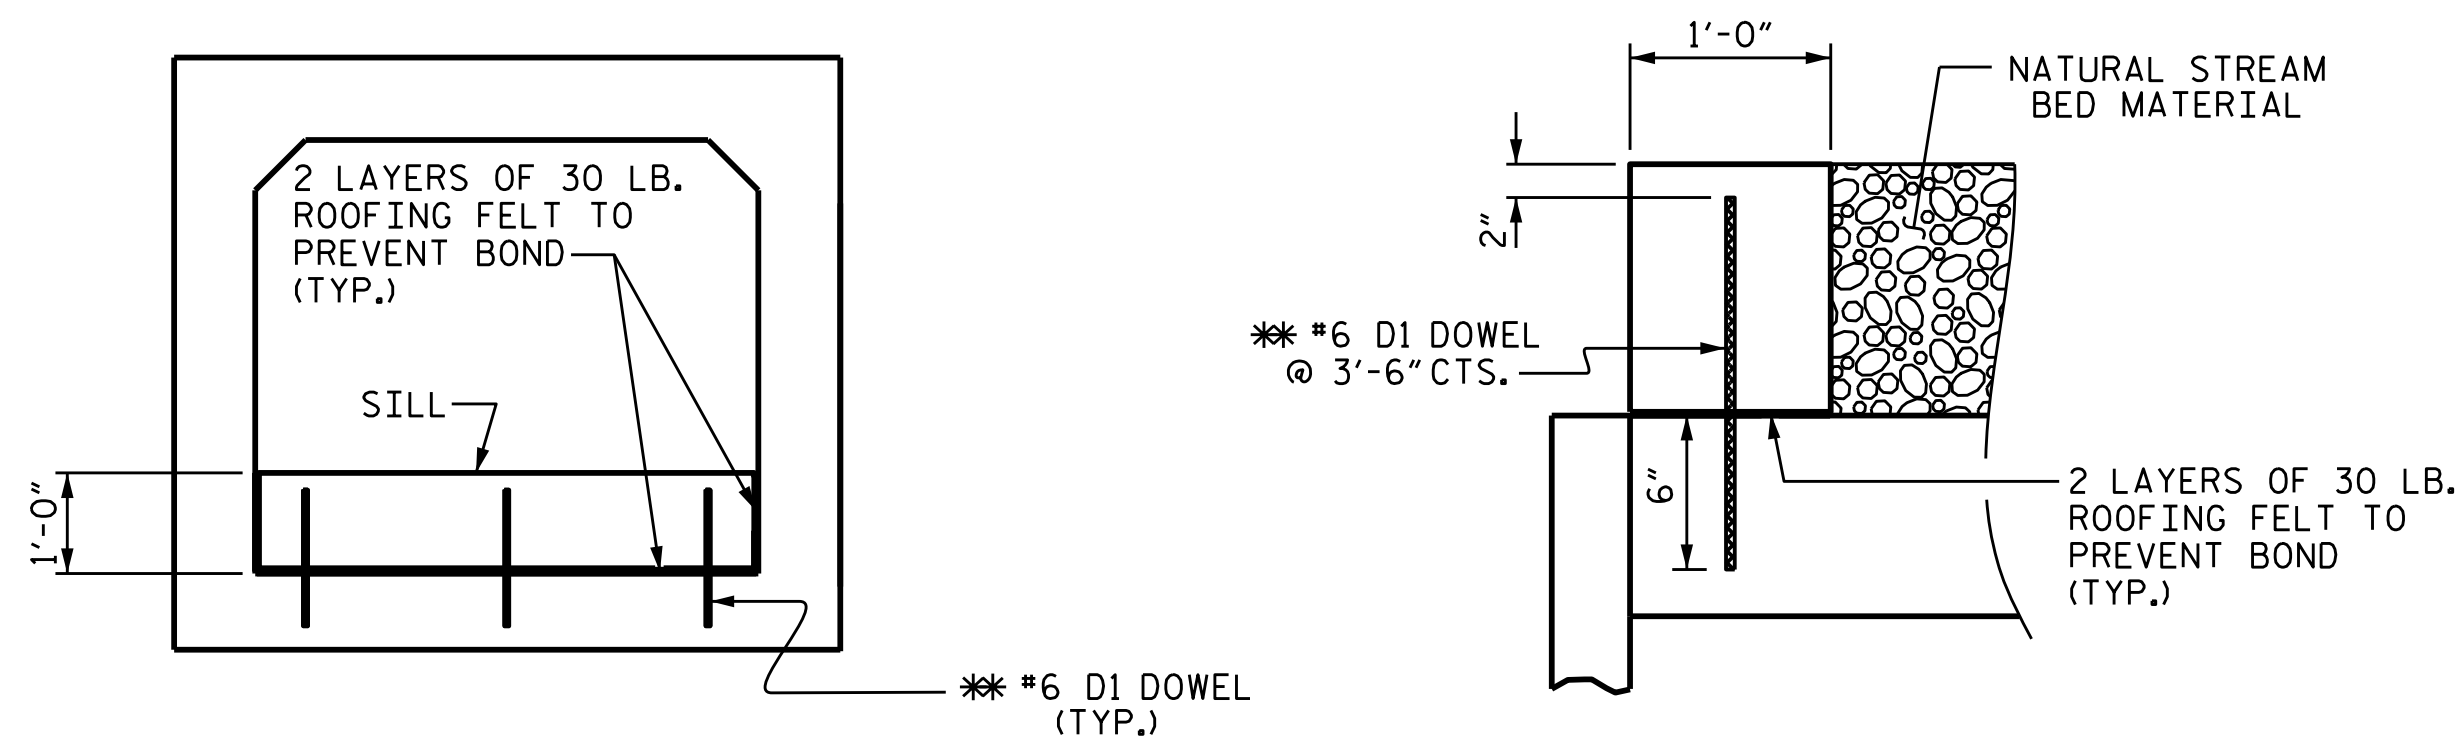 2 LAYERS OF 30 LB.
ROOFING FELT TO
PREVENT BOND
(TYP.)
SILL
1'-0"
** #6 D1 DOWEL
(TYP.)
1'-0"
NATURAL STREAM
BED MATERIAL
2"
** #6 D1 DOWEL
@ 3'-6" CTS.
6"
2 LAYERS OF 30 LB.
ROOFING FELT TO
PREVENT BOND
(TYP.)